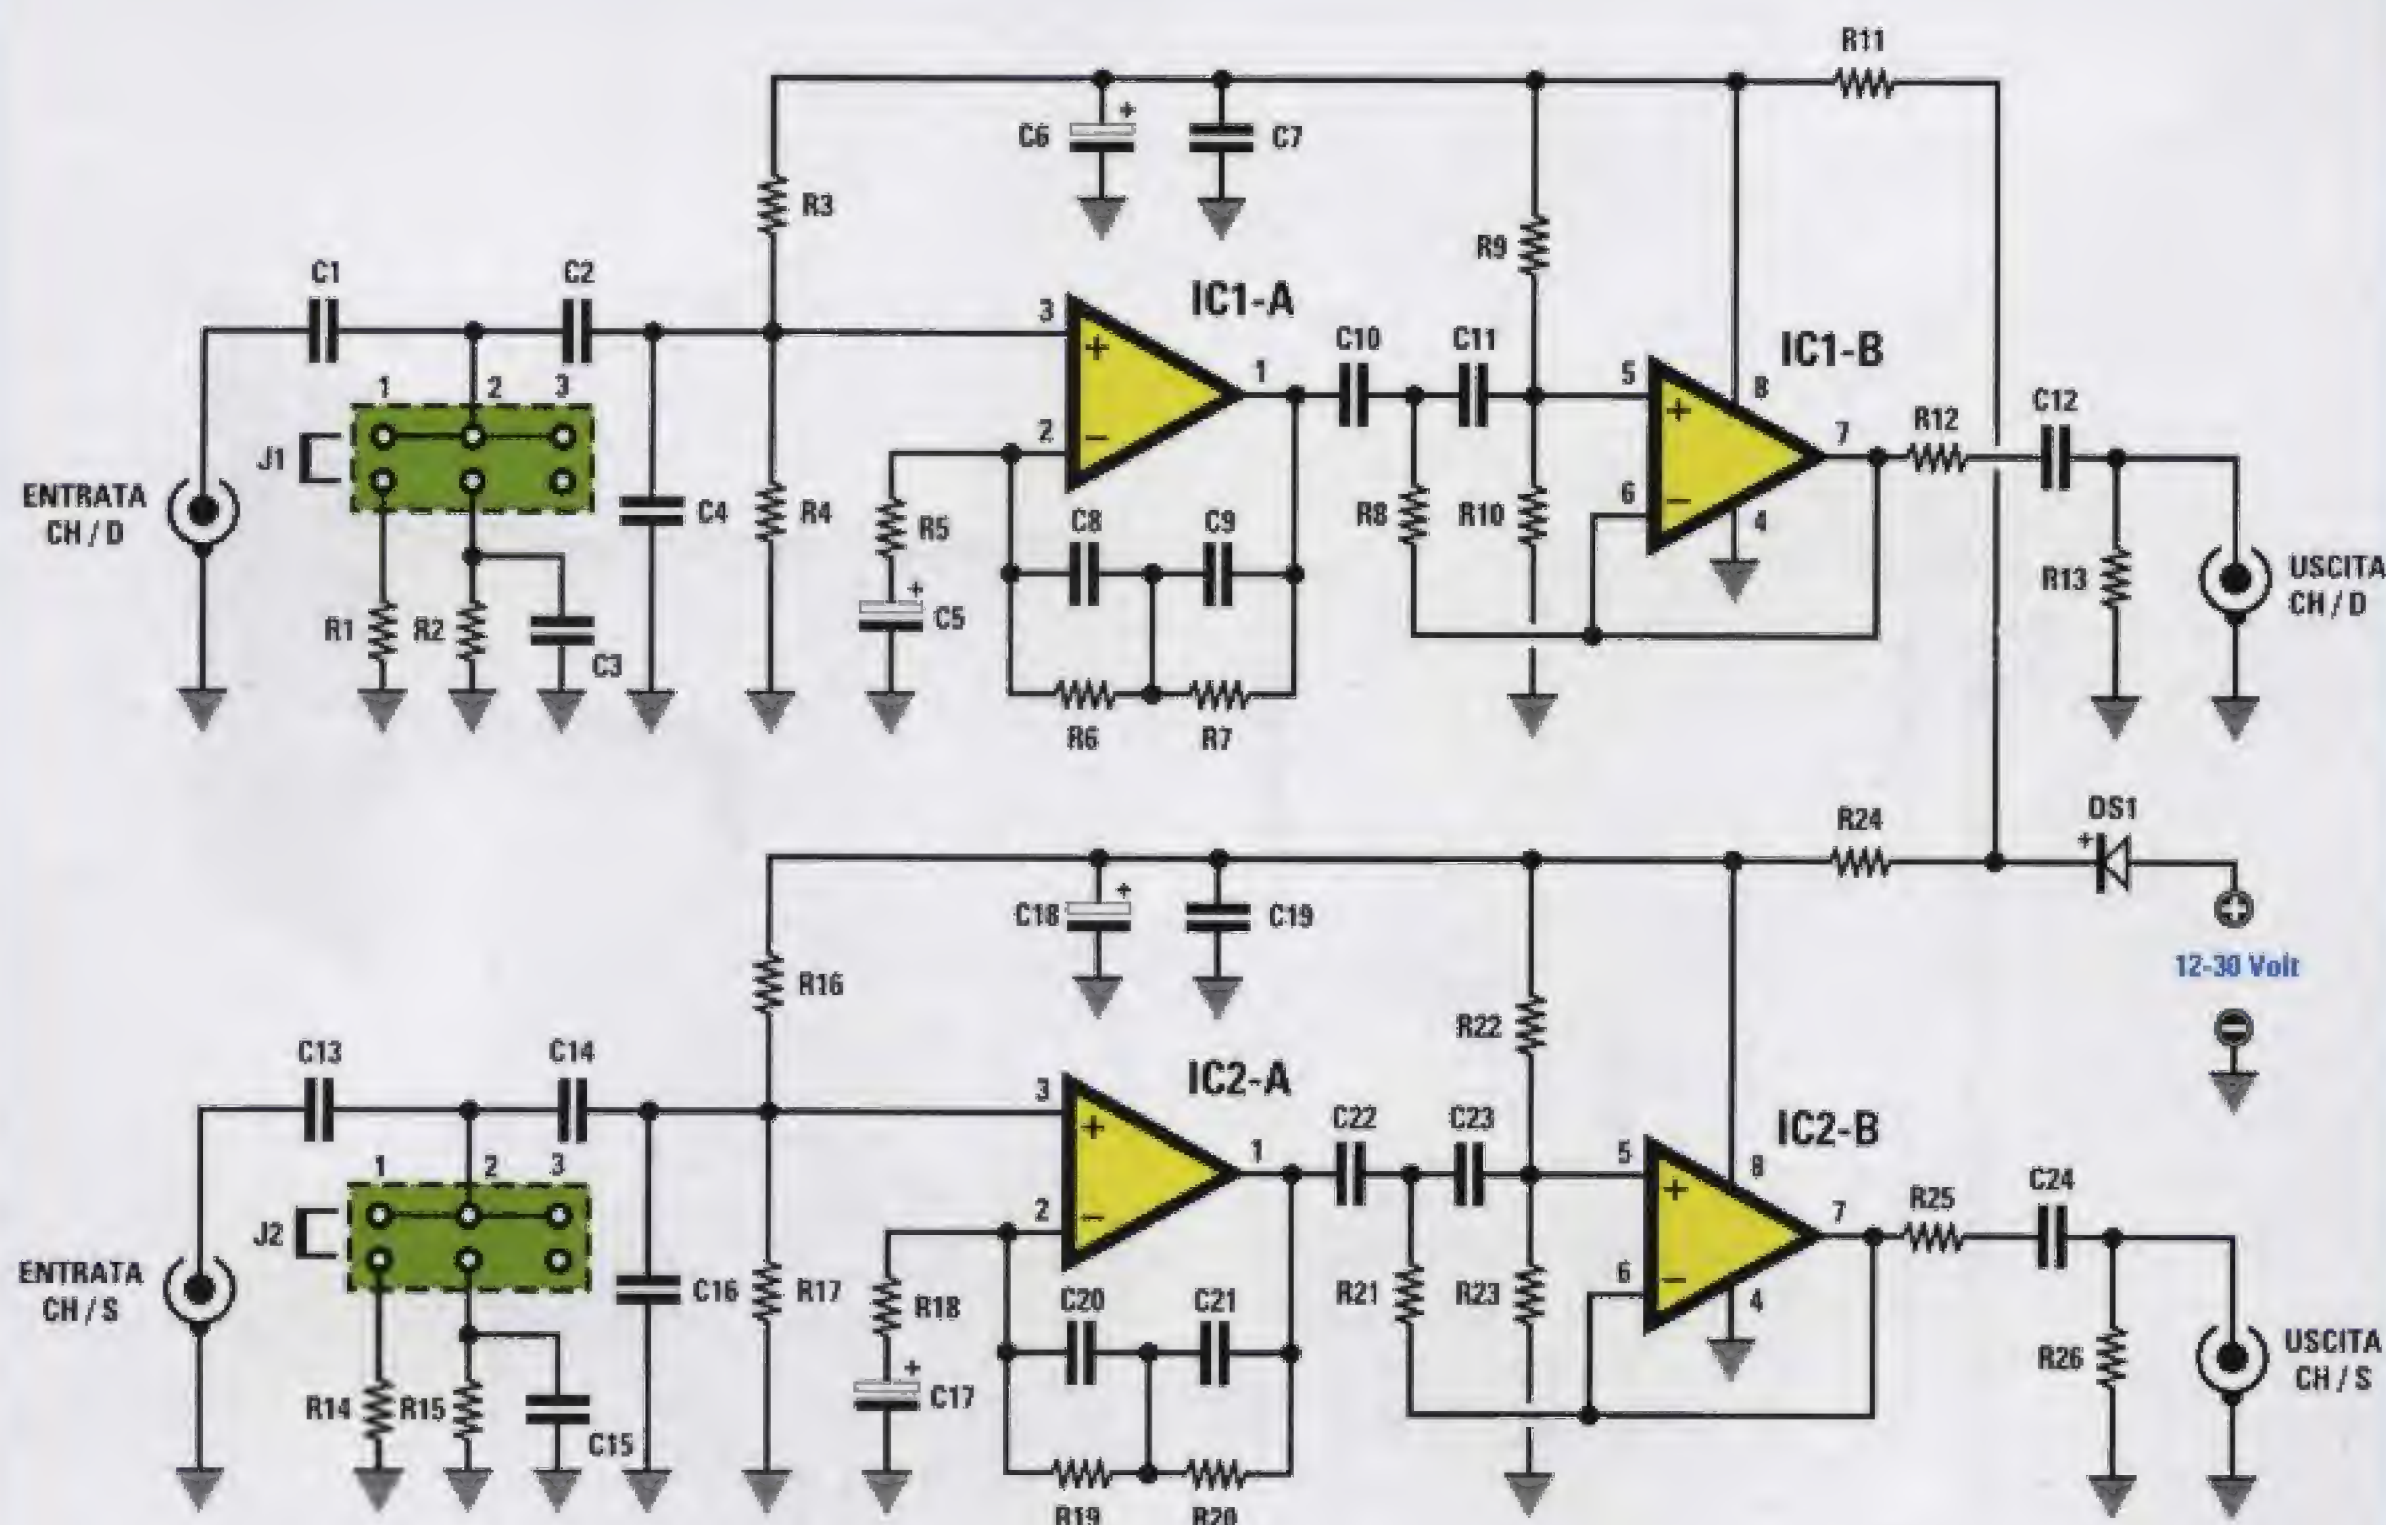 R11
+
C6
C7
R3
R9
C1
C2
IC1-A
3
+
C10
C11
IC1-B
1
2
3
1
5
8
+
C12
R12
J1
2
−
7
ENTRATA
CH / D
C4
R4
R5
C8
C9
R8
R10
6
−
4
USCITA
CH / D
R13
+
C5
R1
R2
C3
R6
R7
R24
DS1
+
+
C18
C19
12-30 Volt
R16
R22
C13
C14
IC2-A
3
+
C22
C23
IC2-B
1
2
3
1
5
8
+
C24
R25
J2
2
−
7
ENTRATA
CH / S
C16
R17
R18
C20
C21
R21
R23
6
−
4
USCITA
CH / S
R26
+
C17
R14
R15
C15
R19
R20